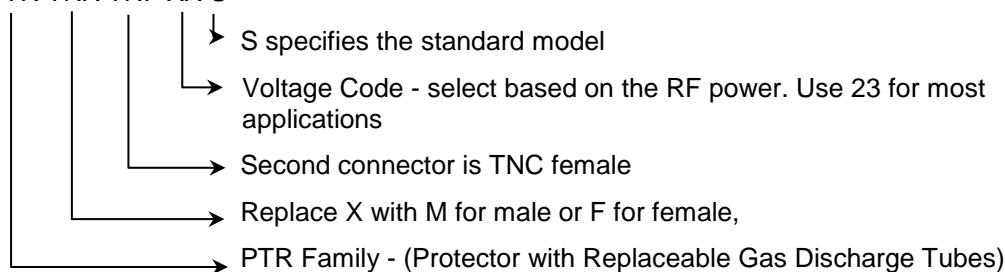 S specifies the standard model
Voltage Code - select based on the RF power. Use 23 for most
applications
Second connector is TNC female
Replace X with M for male or F for female,
PTR Family - (Protector with Replaceable Gas Discharge Tubes)